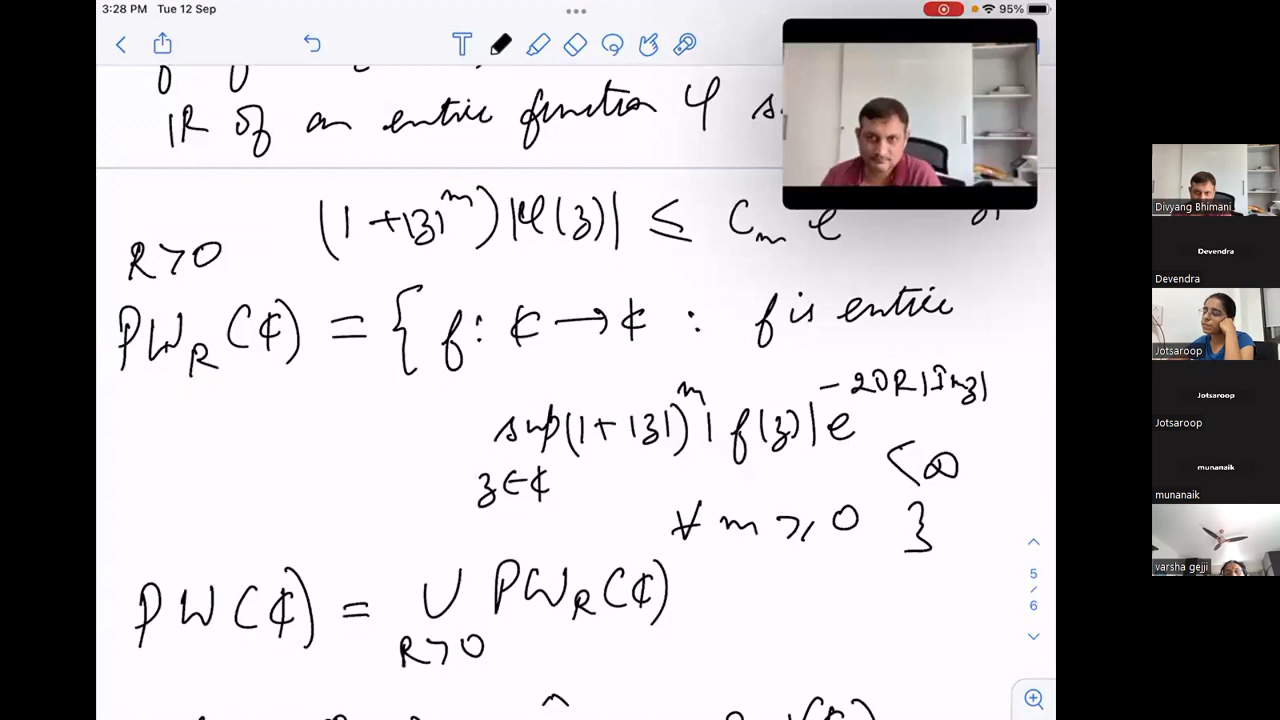 3:28 PM Tue 12 Sep
95%
IR of an entire function φ
(1+|z|^m)|φ(z)| ≤ C_m e
R>0
PW_R(ℂ) = { f: ℂ → ℂ : f is entire
sup(1+|z|)^m |f(z)| e^{-2πR|Im z|}
z∈ℂ
<∞
∀ m ≥ 0 }
PW(ℂ) = ∪ PW_R(ℂ)
R>0
5
/
6
Divyang Bhimani
Devendra
Devendra
Jotsaroop
Jotsaroop
Jotsaroop
munanaik
munanaik
varsha gejji